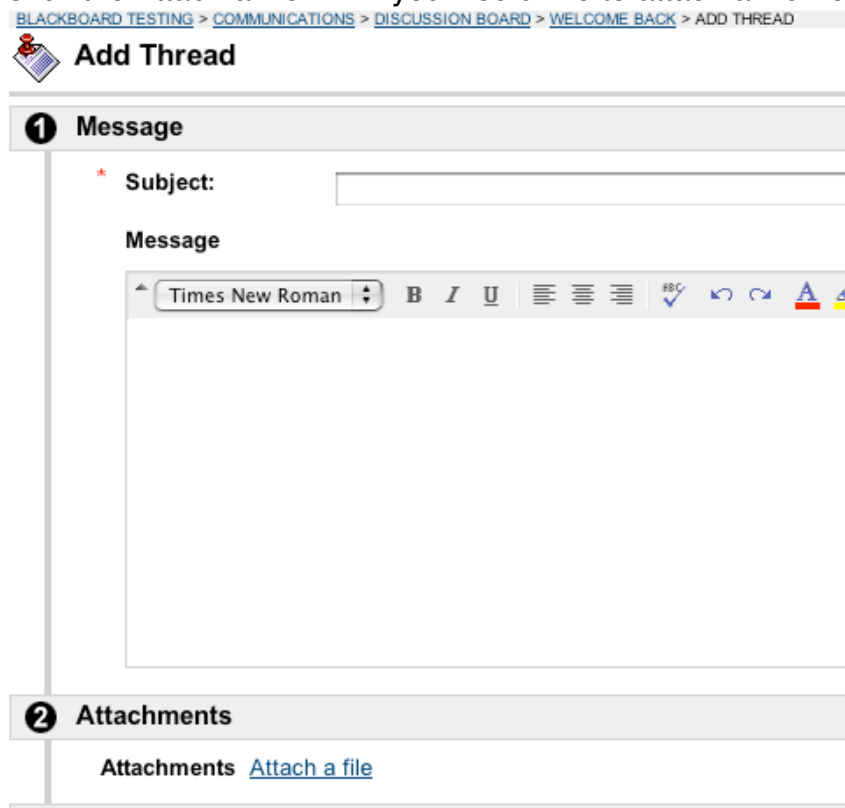 BLACKBOARD TESTING > COMMUNICATIONS > DISCUSSION BOARD > WELCOME BACK > ADD THREAD
Add Thread
1 Message
* Subject:
Message
Times New Roman B I U ABC A
2 Attachments
Attachments Attach a file